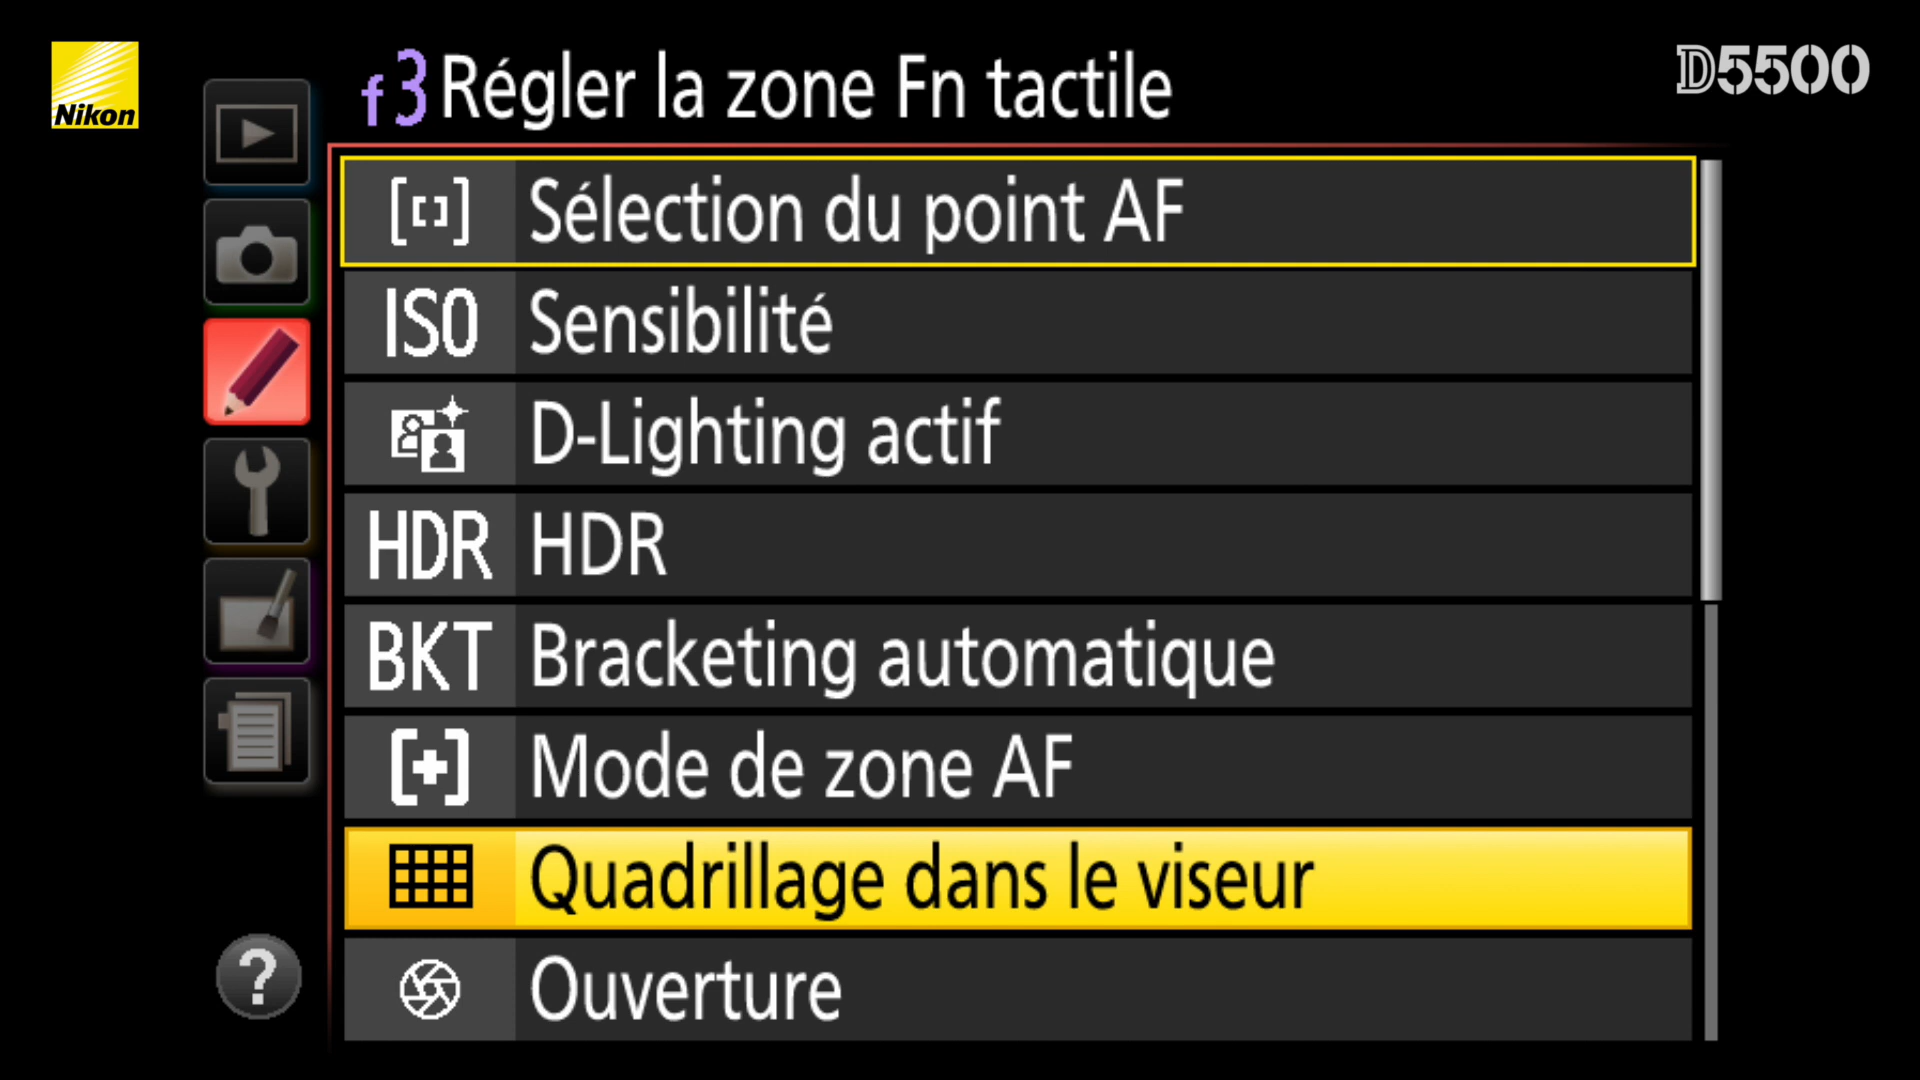 Nikon
f3 Régler la zone Fn tactile
D5500
Sélection du point AF
ISO Sensibilité
D-Lighting actif
HDR HDR
BKT Bracketing automatique
Mode de zone AF
Quadrillage dans le viseur
? Ouverture